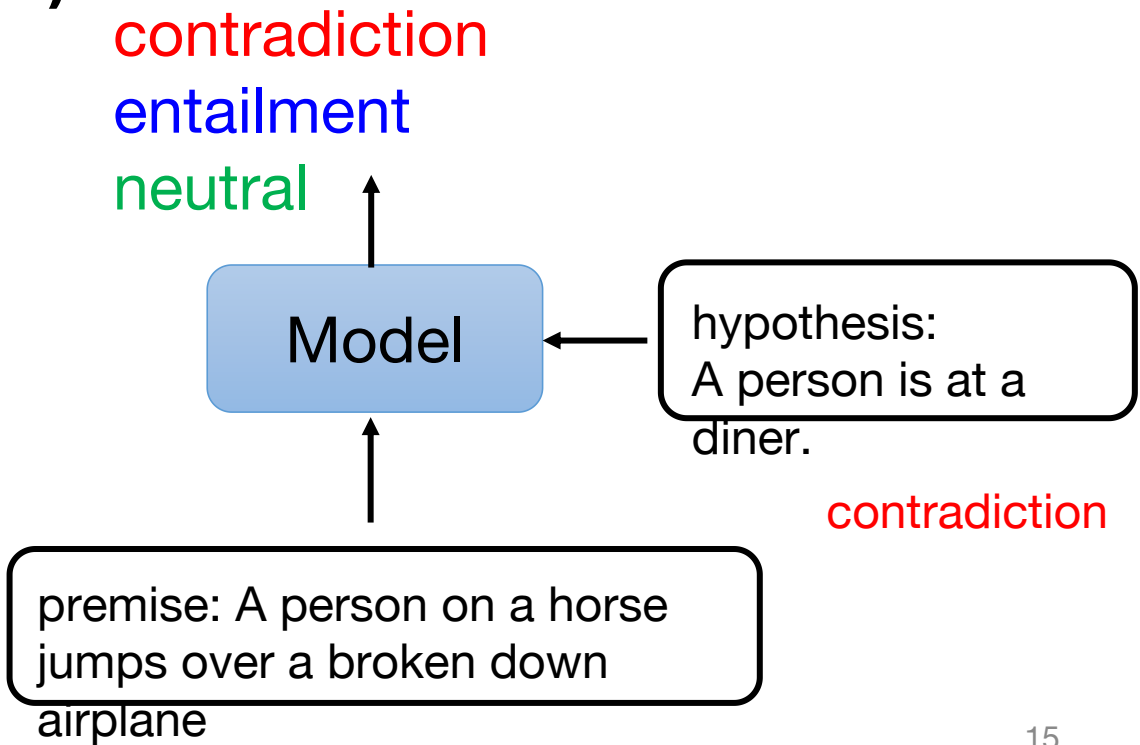 contradiction
entailment
neutral
Model
hypothesis:
A person is at a
diner.
contradiction
premise: A person on a horse
jumps over a broken down
airplane
15